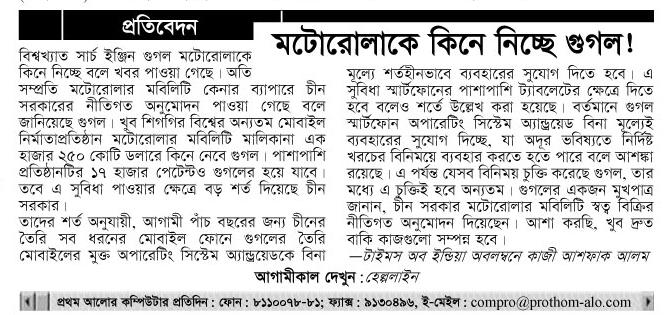 প্রতিবেদন
মটোরোলাকে কিনে নিচ্ছে গুগল!
বিশ্বখ্যাত সার্চ ইঞ্জিন গুগল মটোরোলাকে
কিনে নিচ্ছে বলে খবর পাওয়া গেছে। অতি
সম্প্রতি মটোরোলার মবিলিটি কেনার ব্যাপারে চীন
সরকারের নীতিগত অনুমোদন পাওয়া গেছে বলে
জানিয়েছে গুগল। খুব শিগগির বিশ্বের অন্যতম মোবাইল
নির্মাতাপ্রতিষ্ঠান মটোরোলার মবিলিটি মালিকানা এক
হাজার ২৫০ কোটি ডলারে কিনে নেবে গুগল। পাশাপাশি
প্রতিষ্ঠানটির ১৭ হাজার পেটেন্টও গুগলের হয়ে যাবে।
তবে এ সুবিধা পাওয়ার ক্ষেত্রে বড় শর্ত দিয়েছে চীন
সরকার।
তাদের শর্ত অনুযায়ী, আগামী পাঁচ বছরের জন্য চীনের
তৈরি সব ধরনের মোবাইল ফোনে গুগলের তৈরি
মোবাইলের মুক্ত অপারেটিং সিস্টেম অ্যান্ড্রয়েডকে বিনা
মূল্যে শর্তহীনভাবে ব্যবহারের সুযোগ দিতে হবে। এ
সুবিধা স্মার্টফোনের পাশাপাশি ট্যাবলেটের ক্ষেত্রে দিতে
হবে বলেও শর্তে উল্লেখ করা হয়েছে। বর্তমানে গুগল
স্মার্টফোন অপারেটিং সিস্টেম অ্যান্ড্রয়েড বিনা মূল্যেই
ব্যবহারের সুযোগ দিচ্ছে, যা অদূর ভবিষ্যতে নির্দিষ্ট
খরচের বিনিময়ে ব্যবহার করতে হতে পারে বলে আশঙ্কা
রয়েছে। এ পর্যন্ত যেসব বিনিময় চুক্তি করেছে গুগল, তার
মধ্যে এ চুক্তিই হবে অন্যতম। গুগলের একজন মুখপাত্র
জানান, চীন সরকার মটোরোলার মবিলিটি স্বত্ব বিক্রির
নীতিগত অনুমোদন দিয়েছেন। আশা করছি, খুব দ্রুত
বাকি কাজগুলো সম্পন্ন হবে।
—টাইমস অব ইন্ডিয়া অবলম্বনে কাজী আশফাক আলম
আগামীকাল দেখুন : হেল্পলাইন
প্রথম আলোর কম্পিউটার প্রতিদিন : ফোন : ৮১১০০৭৮-৮১; ফ্যাক্স : ৯১৩০৪৯৬, ই-মেইল : compro@prothom-alo.com